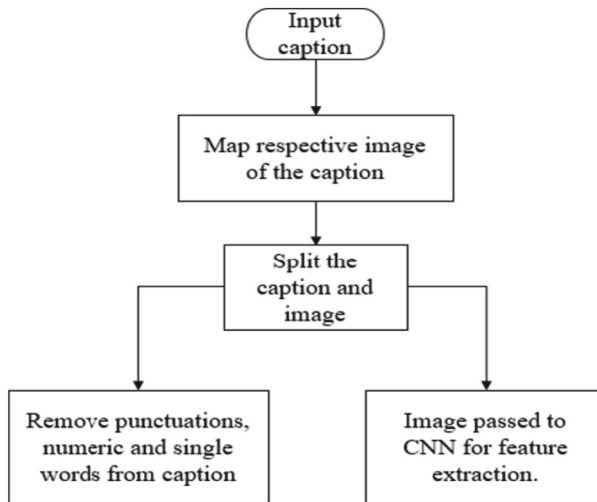 Input
caption
Map respective image
of the caption
Split the
caption and
image
Remove punctuations,
numeric and single
words from caption
Image passed to
CNN for feature
extraction.